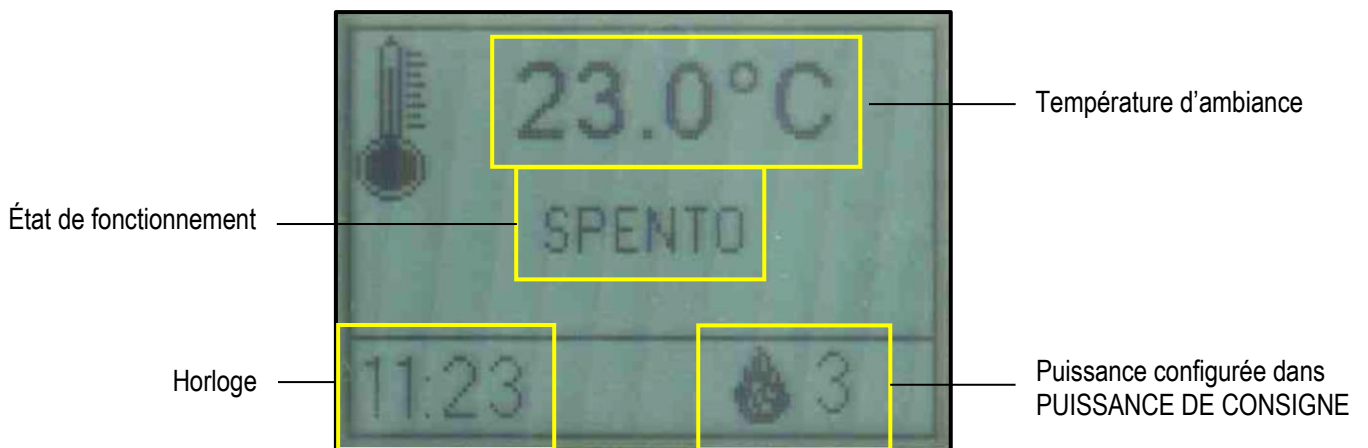 23.0°C
Température d’ambiance
État de fonctionnement
SPENTO
11:23
3
Horloge
Puissance configurée dans
PUISSANCE DE CONSIGNE